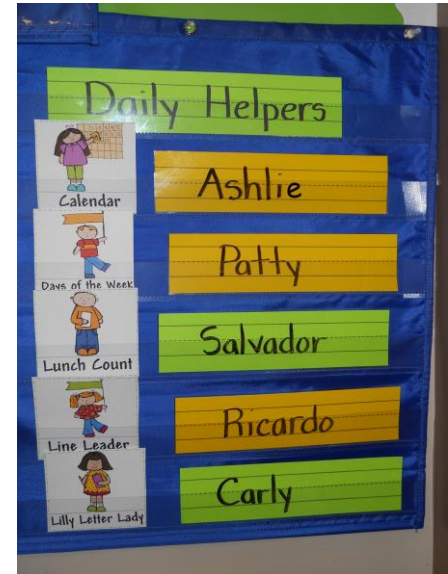 Daily Helpers
Calendar
Ashlie
Days of the Week
Patty
Lunch Count
Salvador
Line Leader
Ricardo
Lilly Letter Lady
Carly